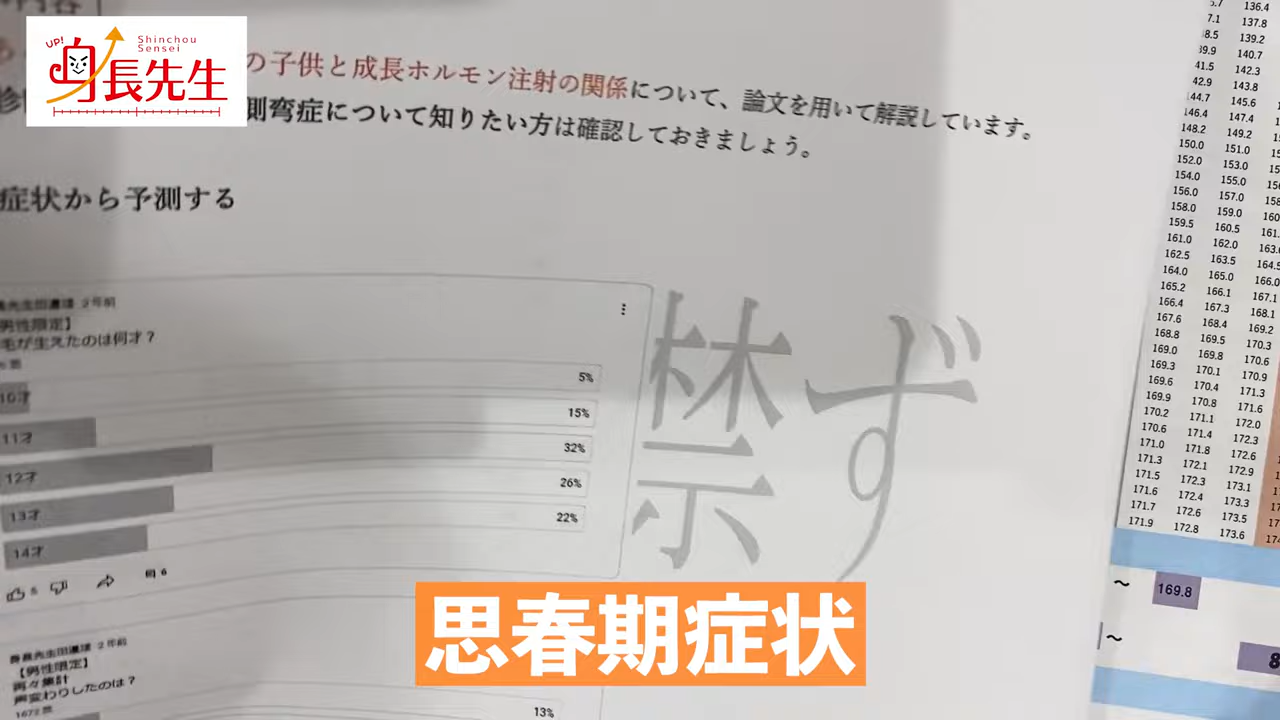 UP!
Shinchou
Sensei
身長先生
の子供と成長ホルモン注射の関係について、論文を用いて解説しています。
側弯症について知りたい方は確認しておきましょう。
症状から予測する
2年前
【男性限定】
毛が生えたのは何才？
10才
5%
11才
15%
12才
32%
13才
26%
14才
22%
5
6
禁ず
2年前
【男性限定】
再々集計
声変わりしたのは？
13%
思春期症状
136.4
7.1 137.8
139.2
140.7
41.5 142.3
42.9 143.8
144.7 145.6
146.4 147.4
148.2 149.2
150.0 151.0
152.0 153.0
154.0 155.0
156.0 157.0
158.0 159.0
159.5 160.5
161.0 162.0
162.5 163.5
164.0 165.0 166.0
165.2 166.1 167.1
166.4 167.3 168.1
167.6 168.4 169.2
168.8 169.5 170.3
169.0 169.8 170.6
169.3 170.1 170.9
169.6 170.4 171.3
169.9 170.8 171.6
170.2 171.1 172.0
170.6 171.4 172.3
171.0 171.8 172.6
171.3 172.1 172.9
171.5 172.3 173.1
171.6 172.4 173.3
171.7 172.6 173.5
171.9 172.8 173.6
～ 169.8
～